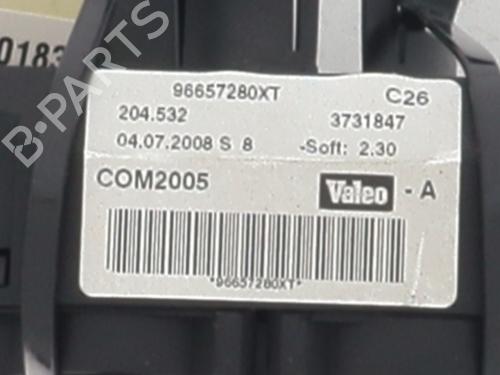 0183
B-PARTS
96657280XT C26
204.532 3731847
04.07.2008 S 8 -Soft: 2.30
COM2005 Valeo - A
*96657280XT*